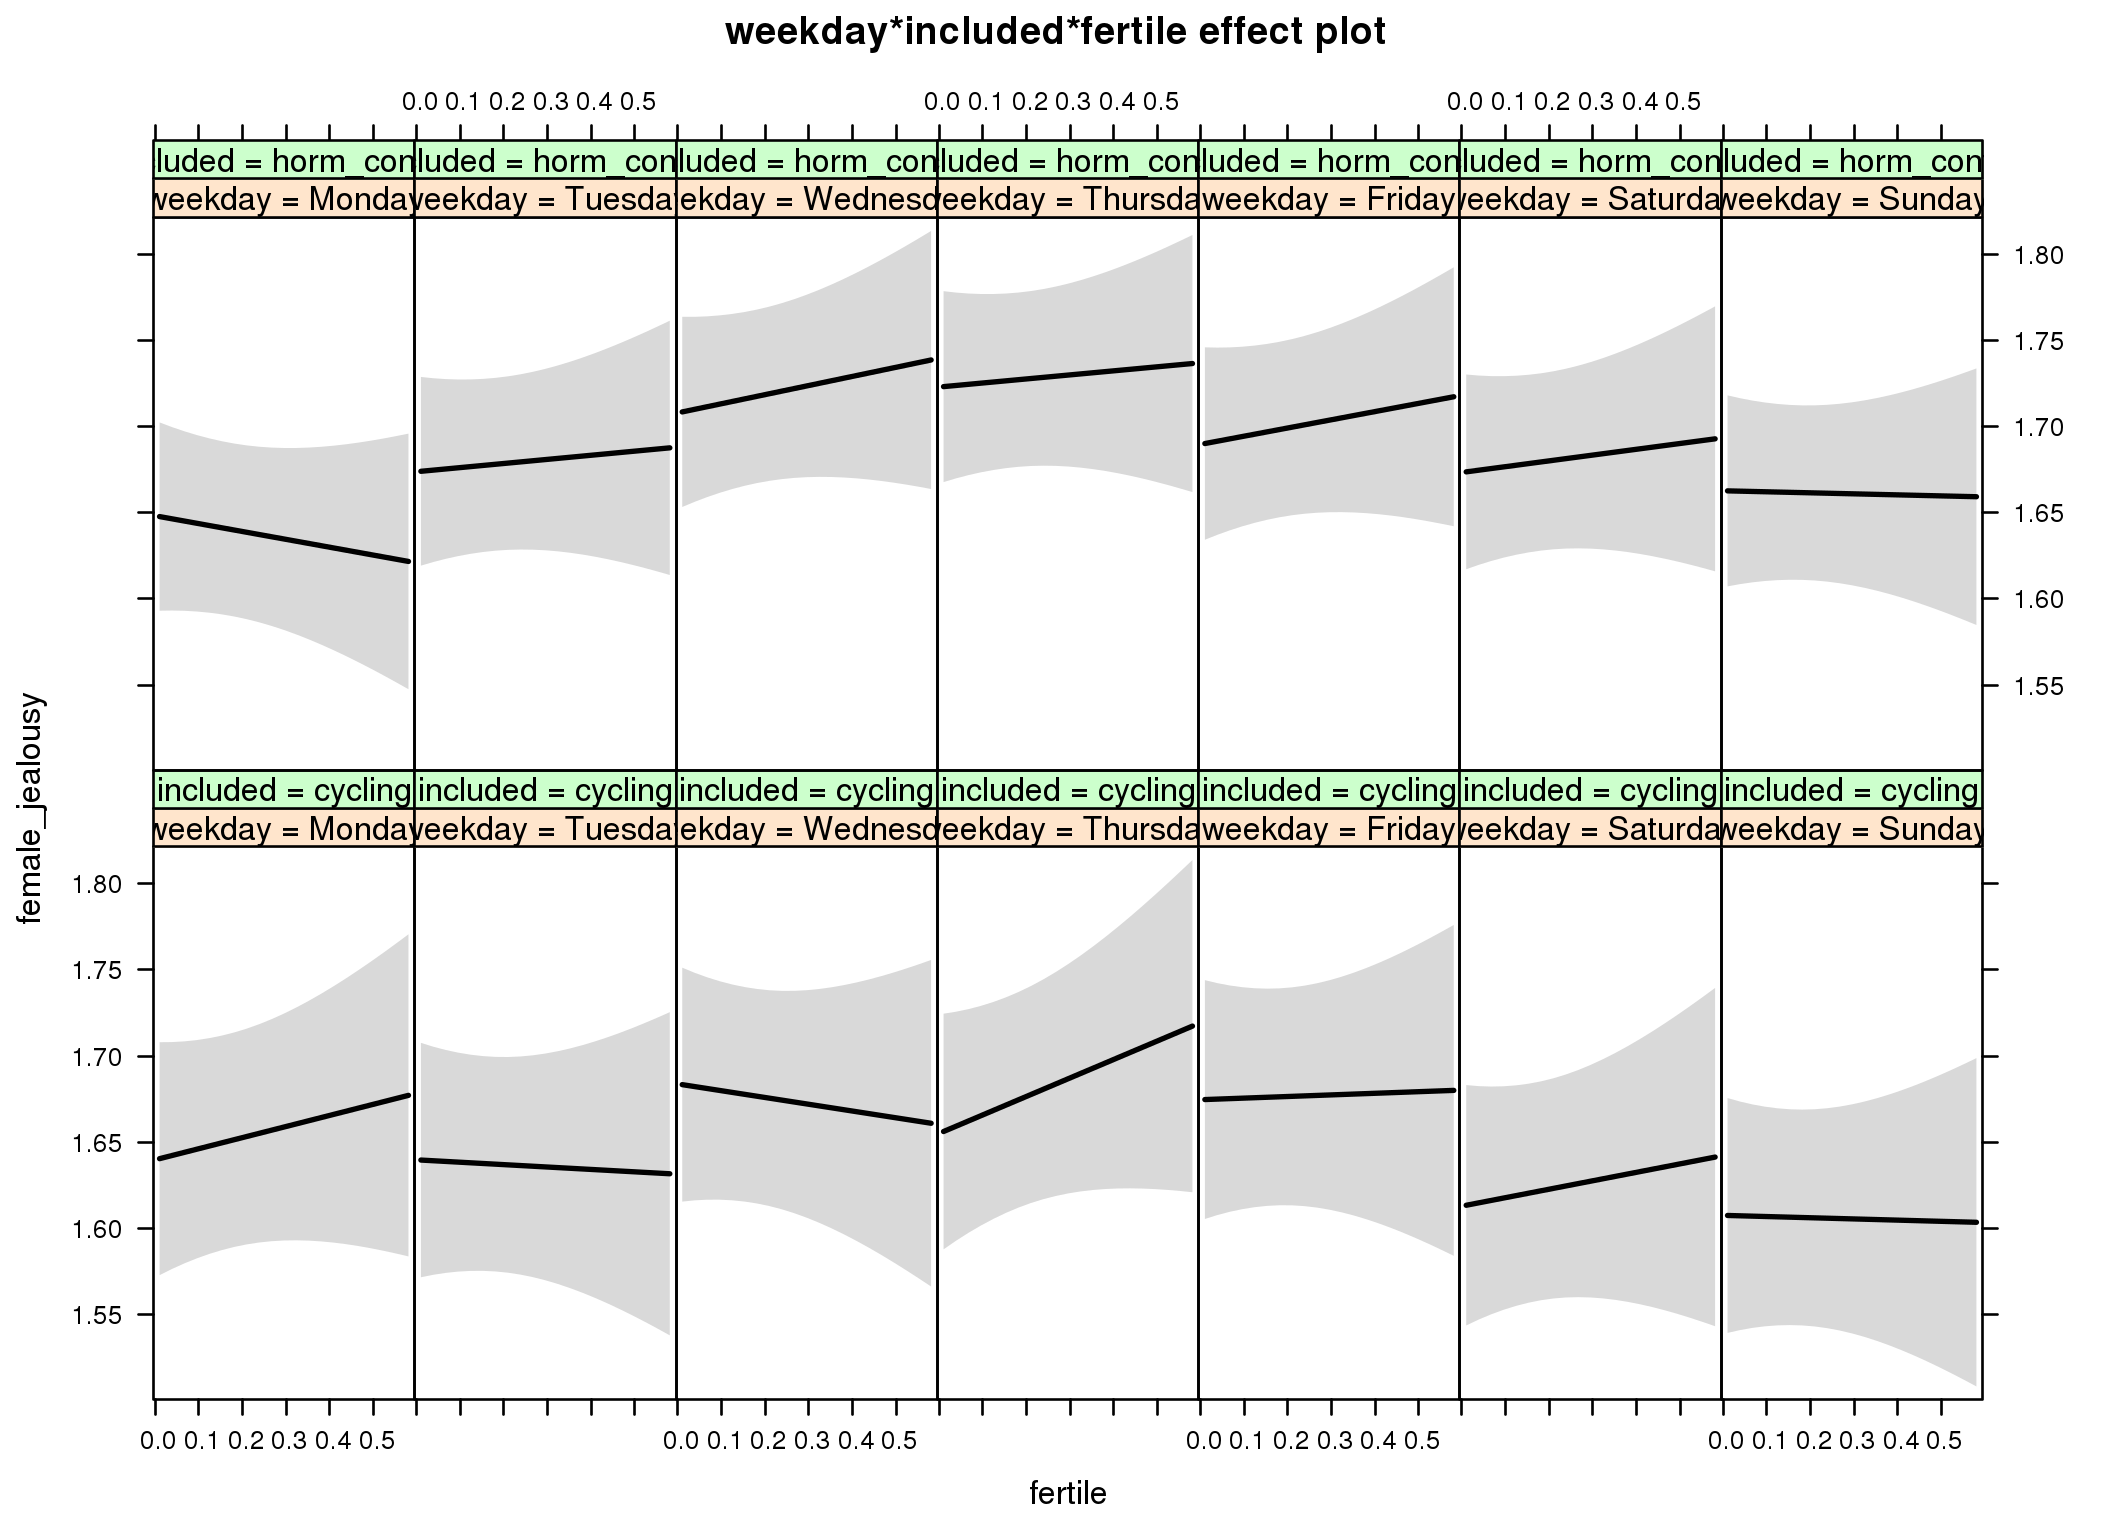 weekday*included*fertile effect plot
0.0 0.1 0.2 0.3 0.4 0.5 0.0 0.1 0.2 0.3 0.4 0.5 0.0 0.1 0.2 0.3 0.4 0.5
luded = horm_con luded = horm_con luded = horm_con luded = horm_con luded = horm_con luded = horm_con luded = horm_con
weekday = Monday weekday = Tuesda ekday = Wednesd eekday = Thursda weekday = Friday weekday = Saturda weekday = Sunday
1.80
1.75
1.70
1.65
1.60
1.55
female_jealousy
included = cycling included = cycling included = cycling included = cycling included = cycling included = cycling included = cycling
weekday = Monday weekday = Tuesda ekday = Wednesd eekday = Thursda weekday = Friday weekday = Saturda weekday = Sunday
1.80
1.75
1.70
1.65
1.60
1.55
0.0 0.1 0.2 0.3 0.4 0.5 0.0 0.1 0.2 0.3 0.4 0.5 0.0 0.1 0.2 0.3 0.4 0.5 0.0 0.1 0.2 0.3 0.4 0.5
fertile